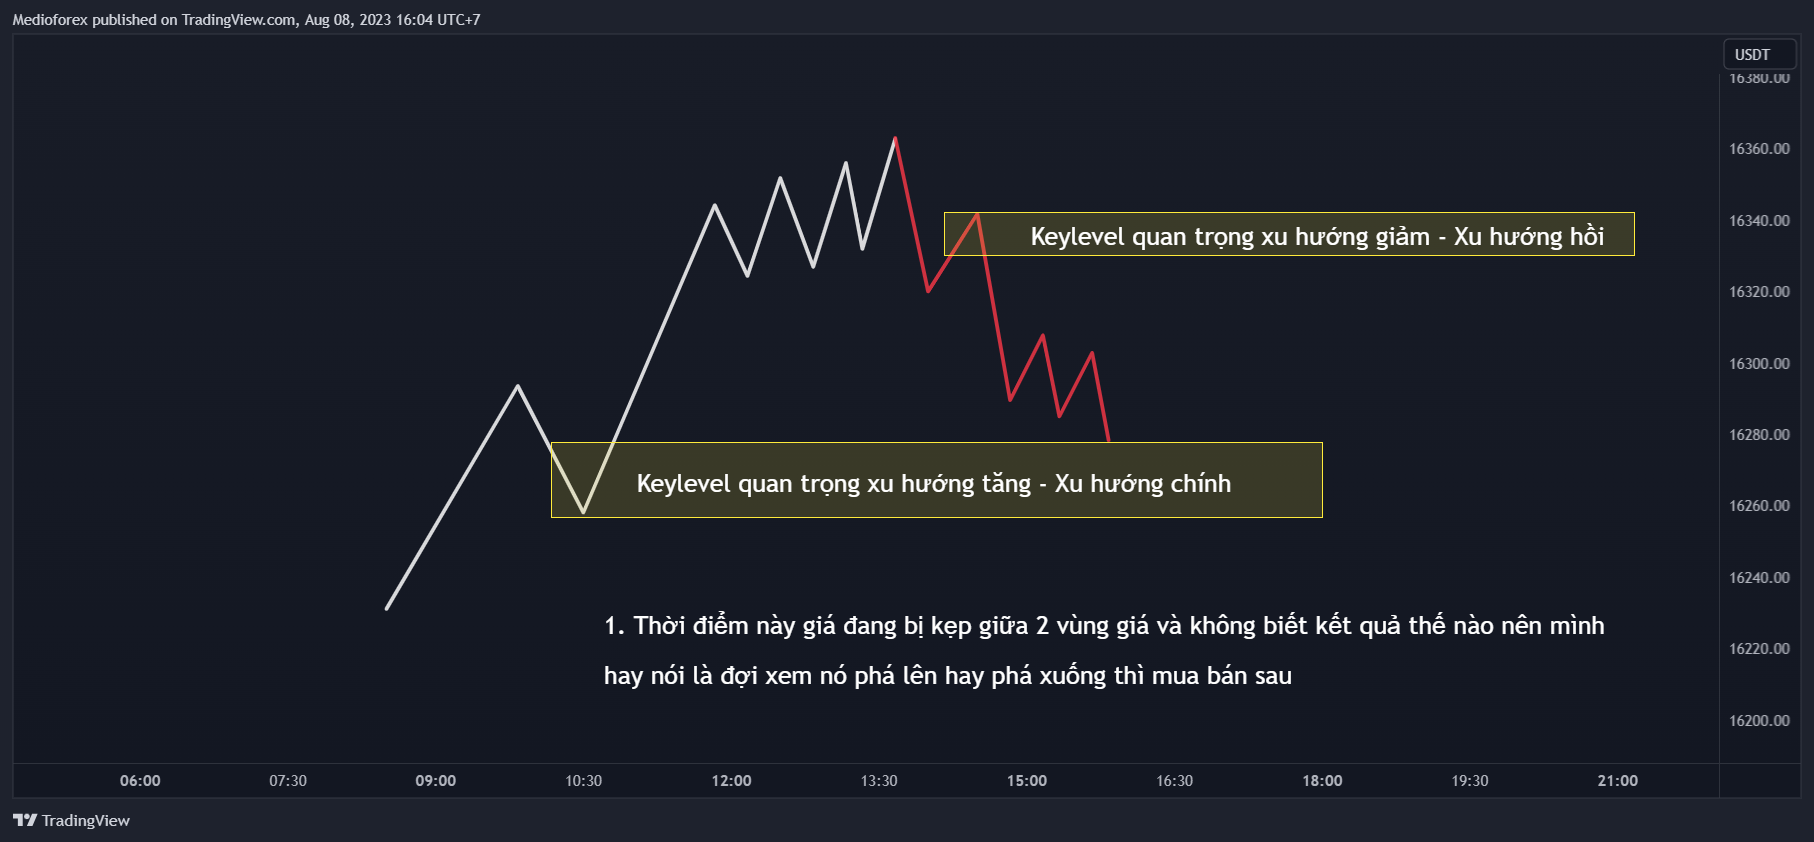 Medioforex published on TradingView.com, Aug 08, 2023 16:04 UTC+7
USDT
16380.00
16360.00
Keylevel quan trọng xu hướng giảm - Xu hướng hồi
16340.00
16320.00
16300.00
16280.00
Keylevel quan trọng xu hướng tăng - Xu hướng chính
16260.00
16240.00
1. Thời điểm này giá đang bị kẹp giữa 2 vùng giá và không biết kết quả thế nào nên mình
16220.00
hay nói là đợi xem nó phá lên hay phá xuống thì mua bán sau
16200.00
06:00 07:30 09:00 10:30 12:00 13:30 15:00 16:30 18:00 19:30 21:00
TradingView